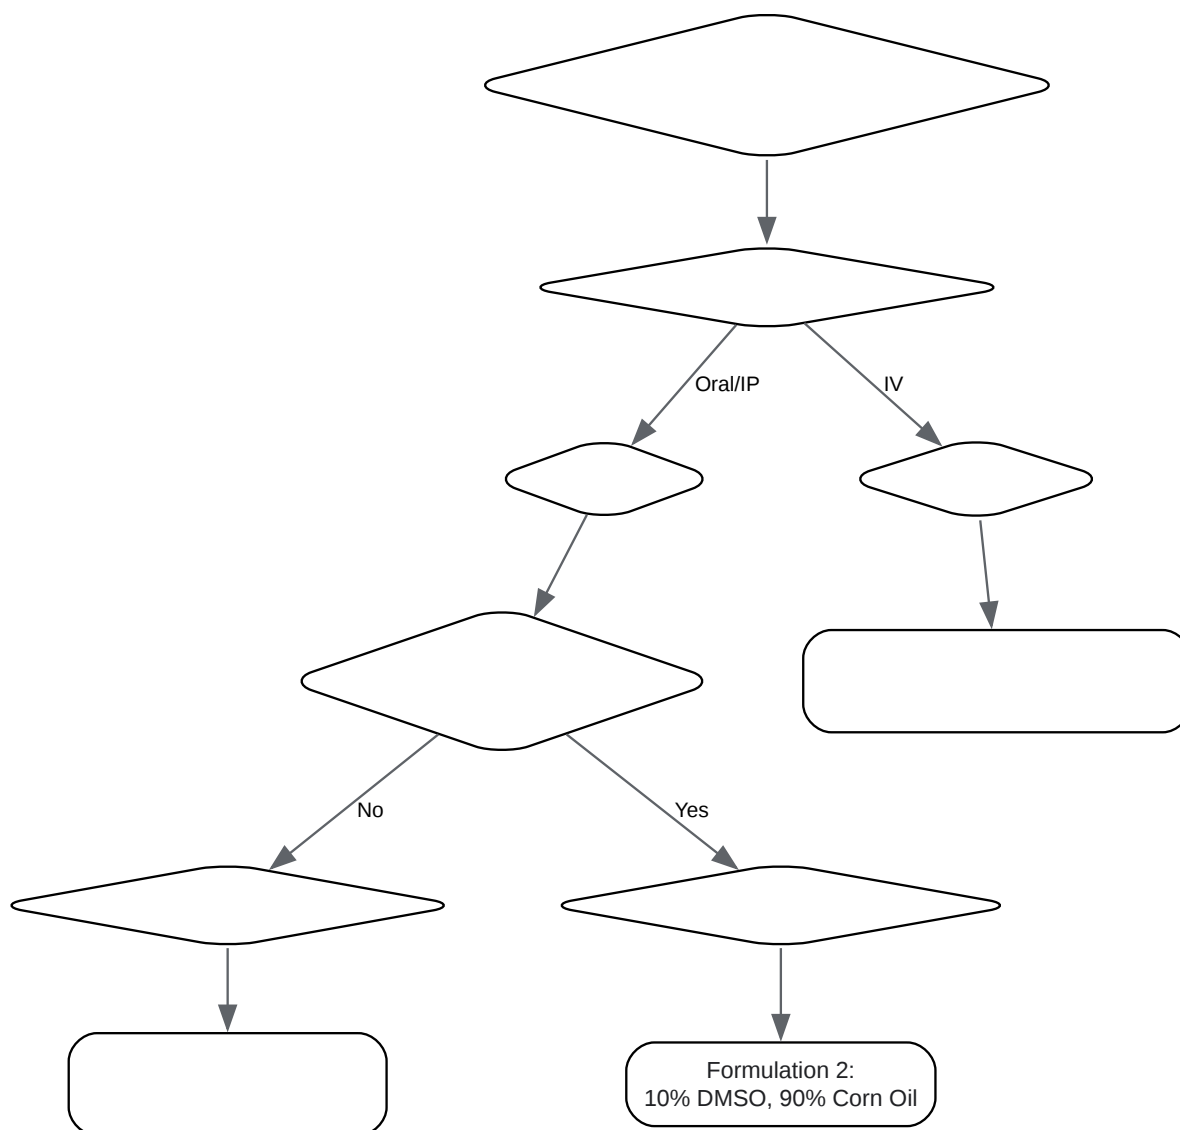 Oral/IP
IV
No
Yes
Formulation 2:
10% DMSO, 90% Corn Oil